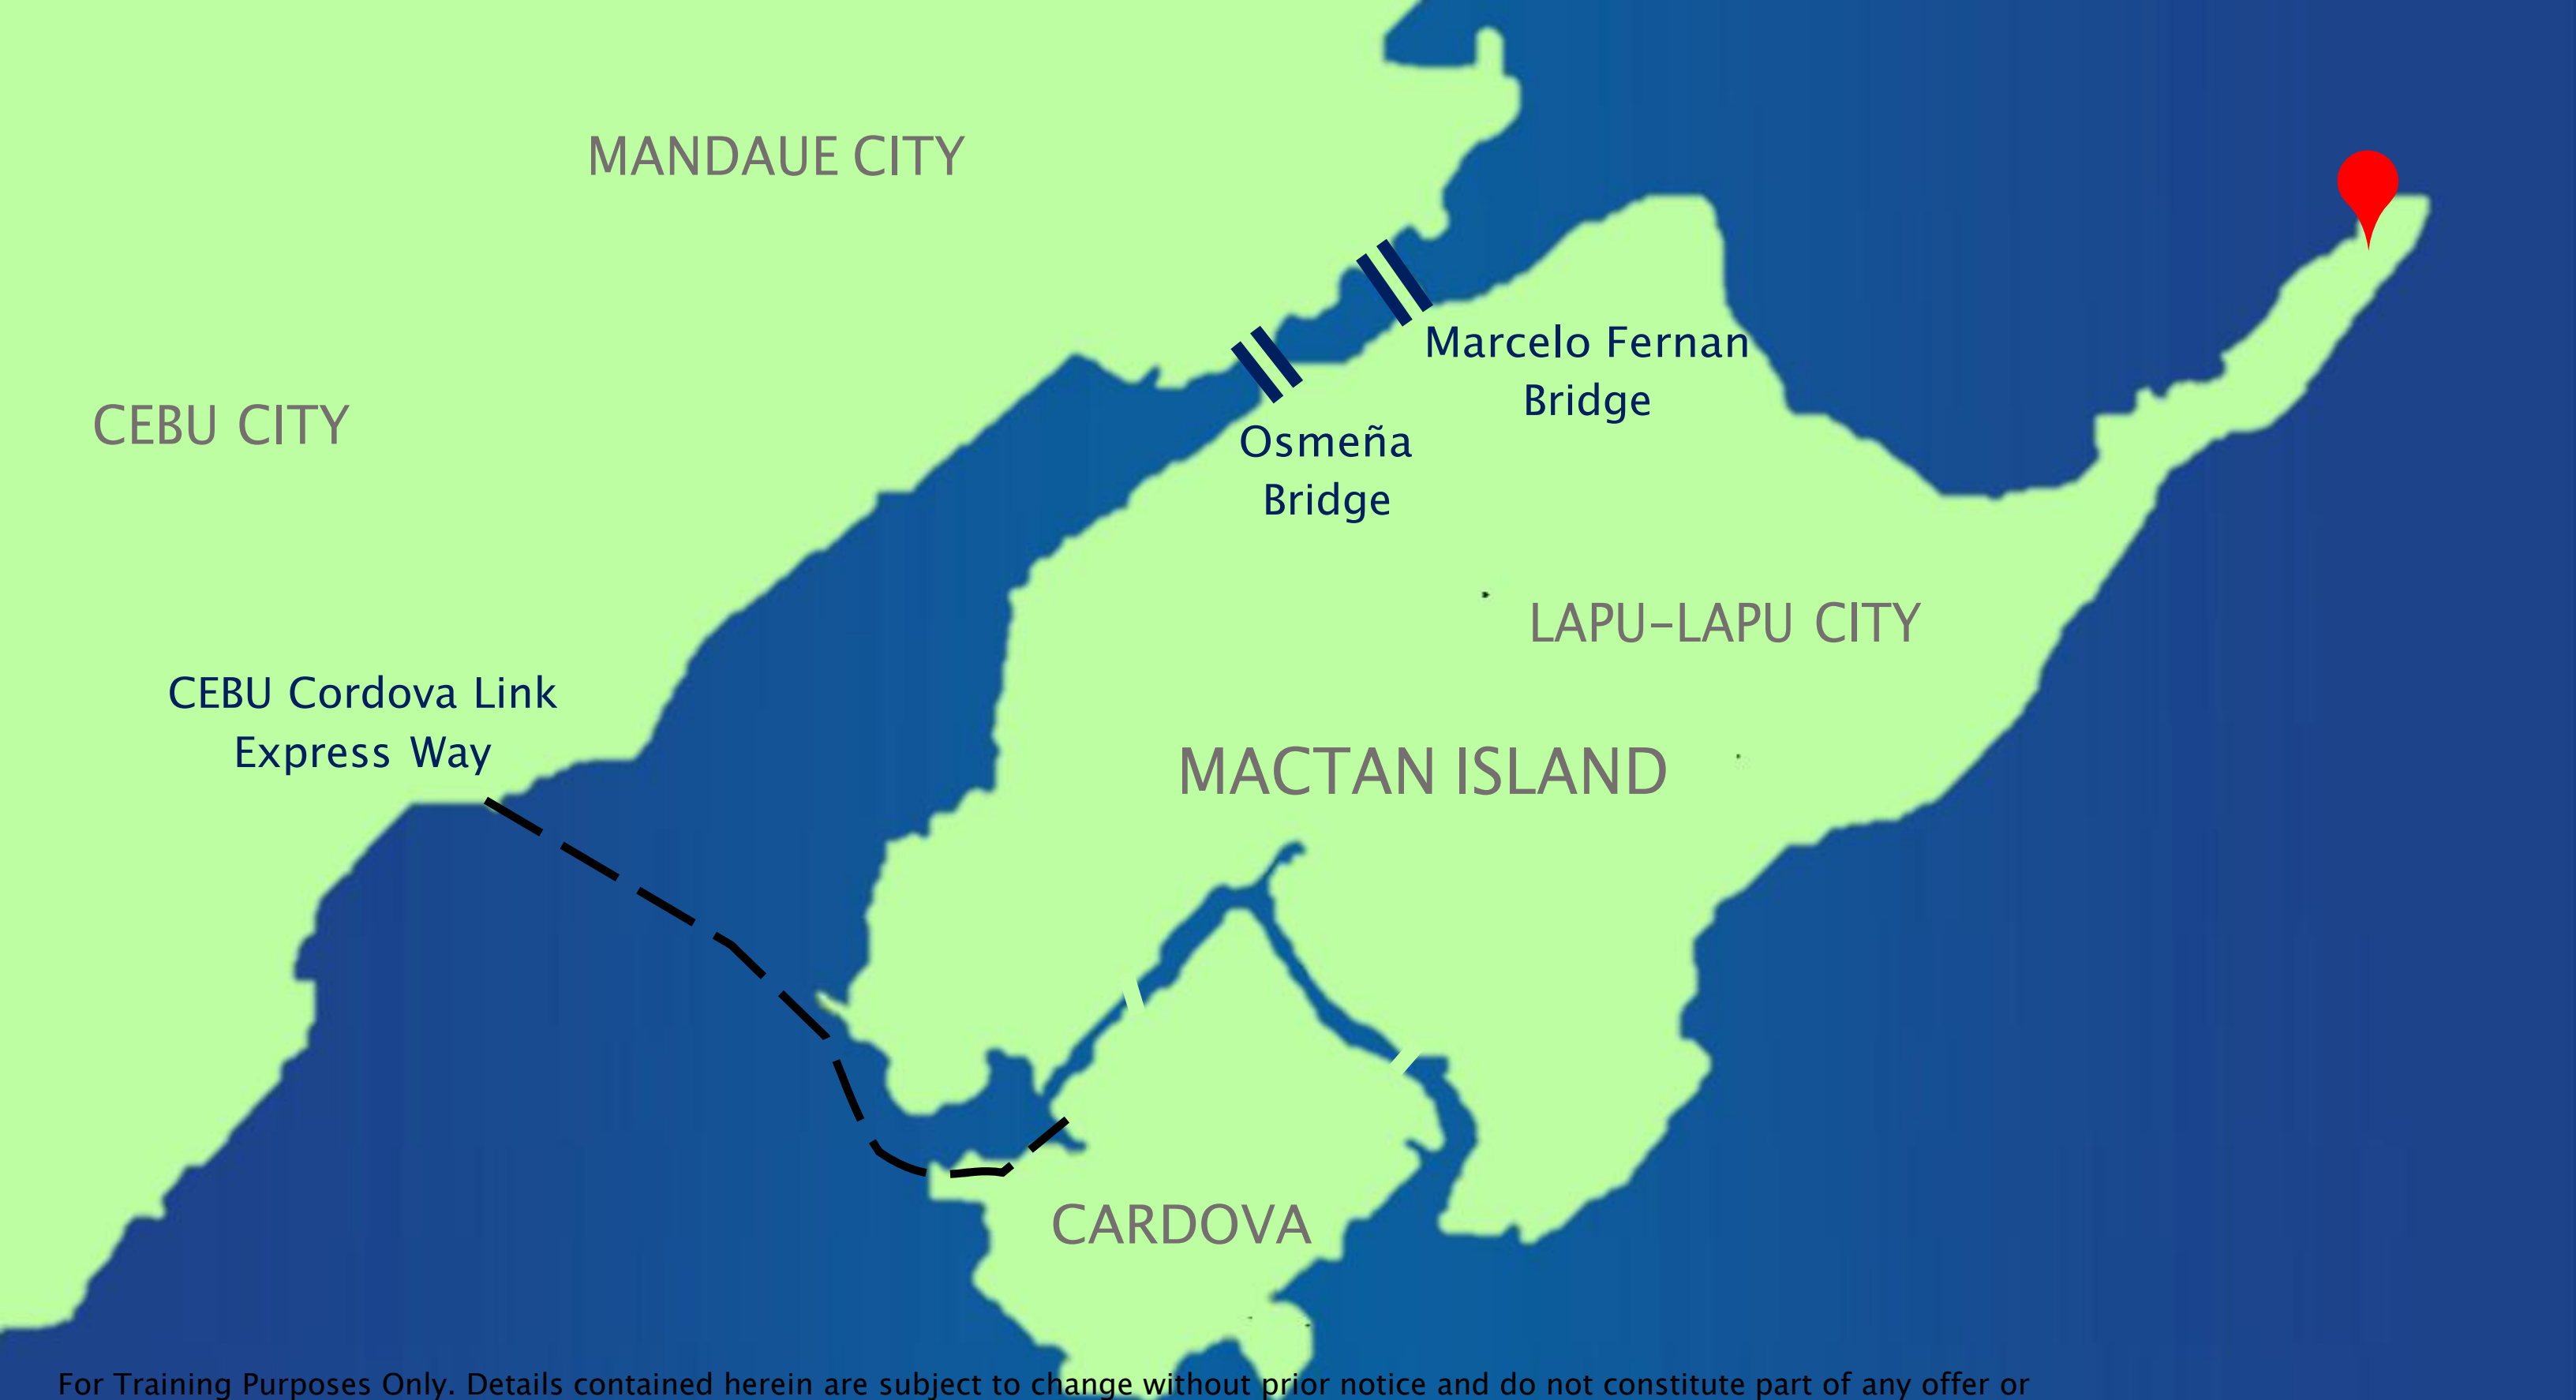 MANDAUE CITY
Marcelo Fernan
Bridge
CEBU CITY
Osmeña
Bridge
LAPU-LAPU CITY
CEBU Cordova Link
Express Way
MACTAN ISLAND
CARDOVA
For Training Purposes Only. Details contained herein are subject to change without prior notice and do not constitute part of any offer or